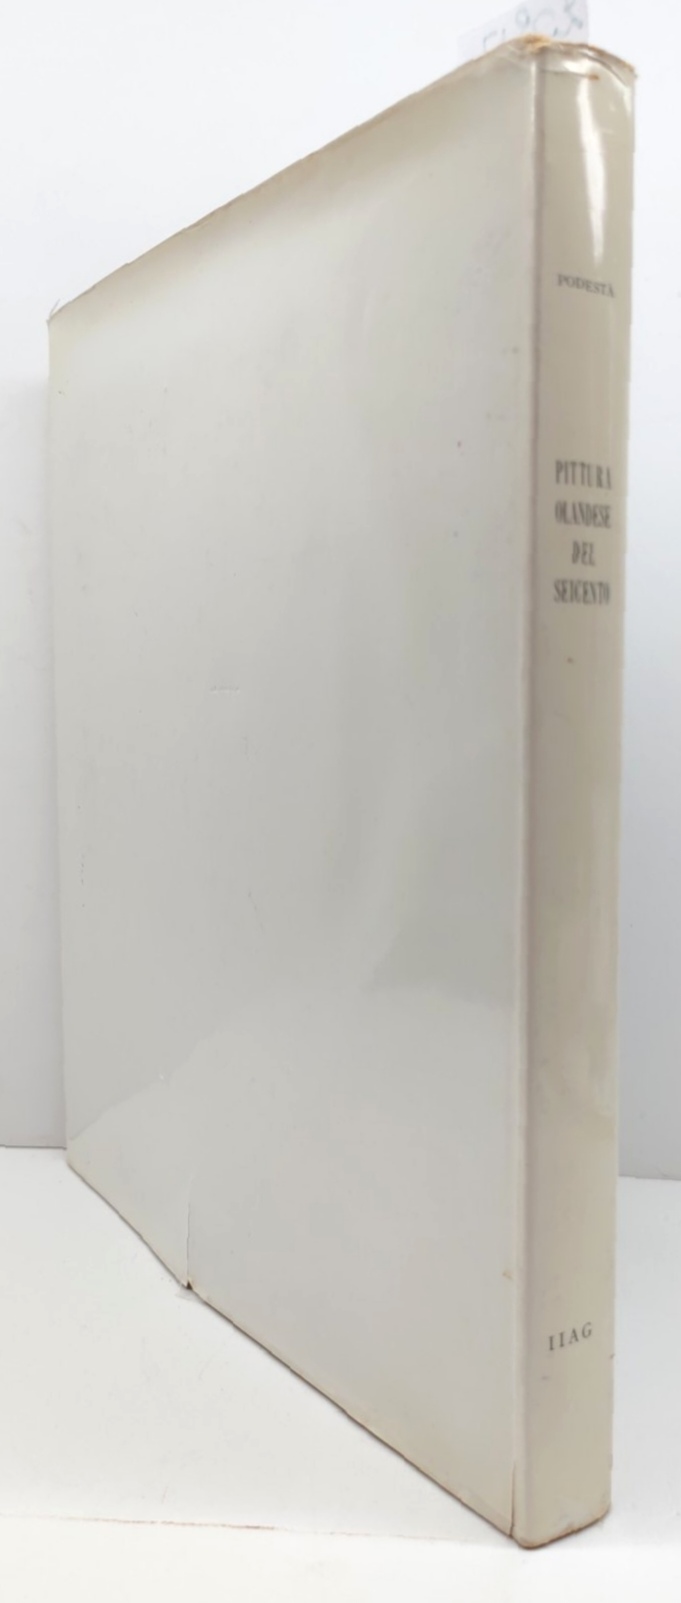 PODESTÀ
PITTURA
OLANDESE
DEL
SEICENTO
IIAG